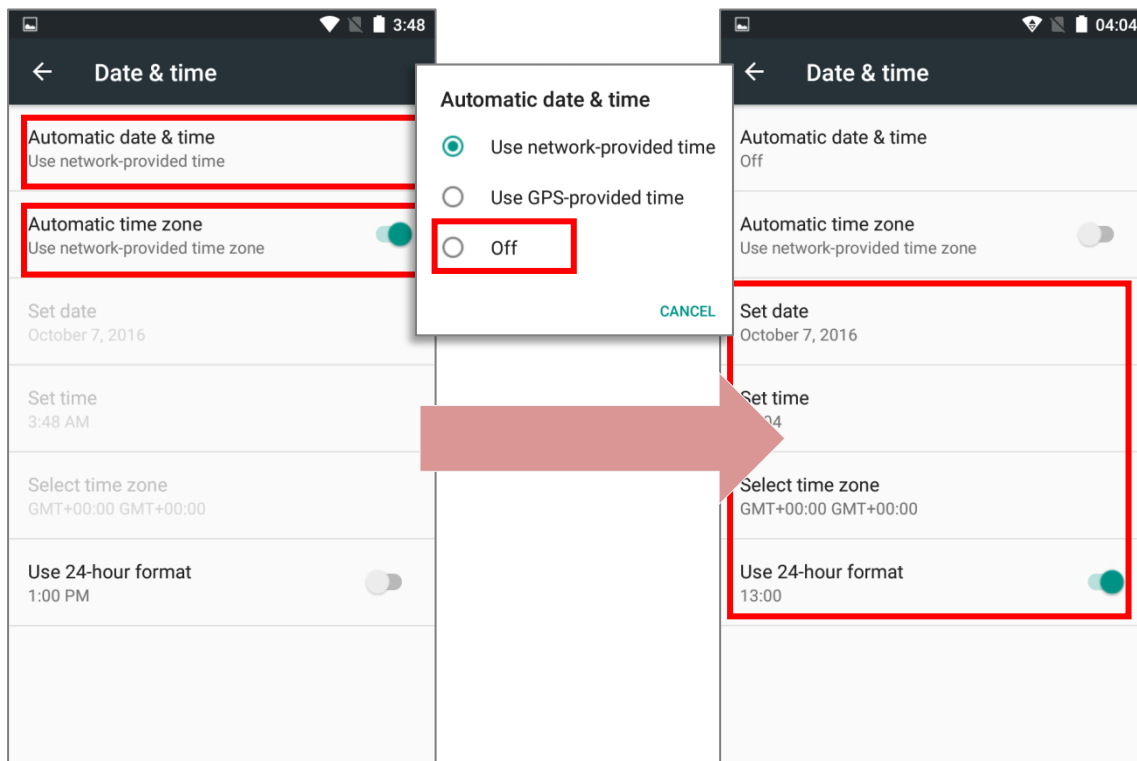 3:48
Date & time
Automatic date & time
Use network-provided time
Automatic time zone
Use network-provided time zone
Set date
October 7, 2016
Set time
3:48 AM
Select time zone
GMT+00:00 GMT+00:00
Use 24-hour format
1:00 PM
Automatic date & time
Use network-provided time
Use GPS-provided time
Off
CANCEL
04:04
Date & time
Automatic date & time
Off
Automatic time zone
Use network-provided time zone
Set date
October 7, 2016
Set time
Select time zone
GMT+00:00 GMT+00:00
Use 24-hour format
13:00